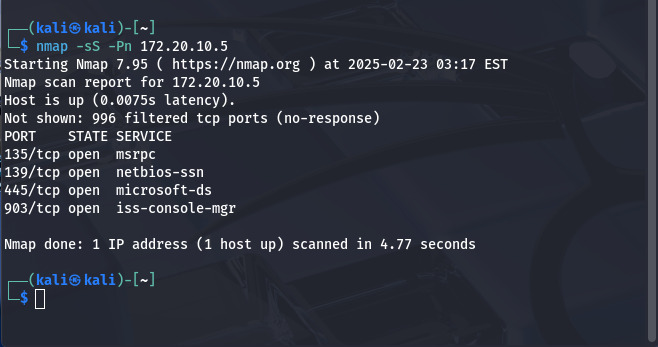 ┌──(kali㉿kali)-[~]
└─$ nmap -sS -Pn 172.20.10.5
Starting Nmap 7.95 ( https://nmap.org ) at 2025-02-23 03:17 EST
Nmap scan report for 172.20.10.5
Host is up (0.0075s latency).
Not shown: 996 filtered tcp ports (no-response)
PORT    STATE SERVICE
135/tcp open  msrpc
139/tcp open  netbios-ssn
445/tcp open  microsoft-ds
903/tcp open  iss-console-mgr

Nmap done: 1 IP address (1 host up) scanned in 4.77 seconds

┌──(kali㉿kali)-[~]
└─$